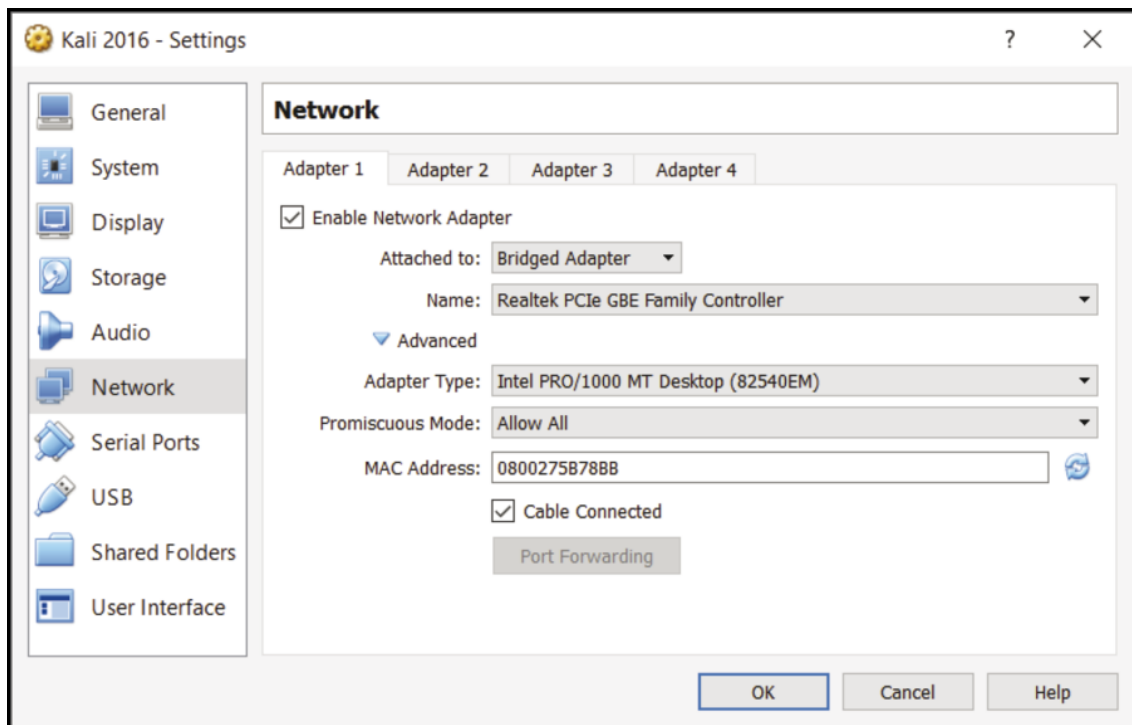 Kali 2016 - Settings
?
General
System
Display
Storage
Audio
Network
Serial Ports
USB
Shared Folders
User Interface
Network
Adapter 1 Adapter 2 Adapter 3 Adapter 4
Enable Network Adapter
Attached to: Bridged Adapter
Name: Realtek PCIe GBE Family Controller
Advanced
Adapter Type: Intel PRO/1000 MT Desktop (82540EM)
Promiscuous Mode: Allow All
MAC Address: 0800275B78BB
Cable Connected
Port Forwarding
OK Cancel Help